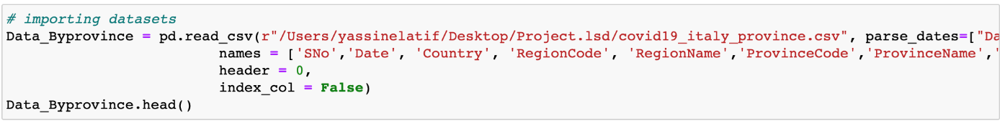 # importing datasets
Data_Byprovince = pd.read_csv(r"/Users/yassinelatif/Desktop/Project.lsd/covid19_italy_province.csv", parse_dates=["Da
names = ['SNo','Date', 'Country', 'RegionCode', 'RegionName','ProvinceCode','ProvinceName','
header = 0,
index_col = False)
Data_Byprovince.head()